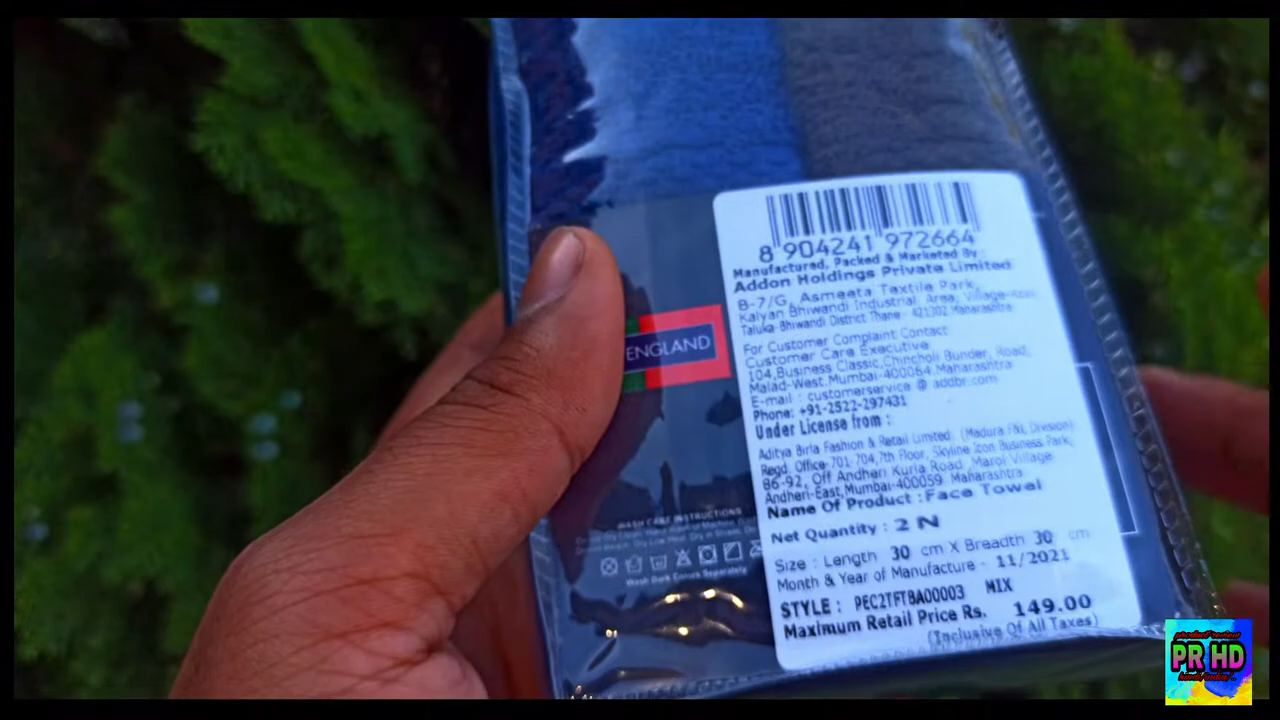 8 904241 972664
Manufactured, Packed & Marketed By
Addon Holdings Private Limited
B-7/G, Asmeeta Textile Park,
Kalyan Bhiwandi Industrial Area, Village-
Taluka-Bhiwandi District Thane- 421302 Maharashtra
For Customer Complaint Contact
Customer Care Executive
104,Business Classic,Chincholi Bunder, Road,
Malad-West,Mumbai-400064,Maharashtra
E-mail : customerservice @ addbr.com
Phone: +91-2522-297431
Under License from :
Aditya Birla Fashion & Retail Limited. (Madura F&L Division)
Regd. Office-701-704,7th Floor, Skyline Icon Business Park,
86-92, Off Andheri Kurla Road, Marol Village
Andheri-East,Mumbai-400059. Maharashtra
Name Of Product :Face Towel
Net Quantity : 2 N
Size : Length 30 cm X Breadth 30 cm
Month & Year of Manufacture - 11/2021
STYLE : PEC2TFTBA00003 MIX
Maximum Retail Price Rs. 149.00
(Inclusive Of All Taxes)
ENGLAND
WASH CARE INSTRUCTIONS
Wash Dark Colors Separately
product review
PR HD